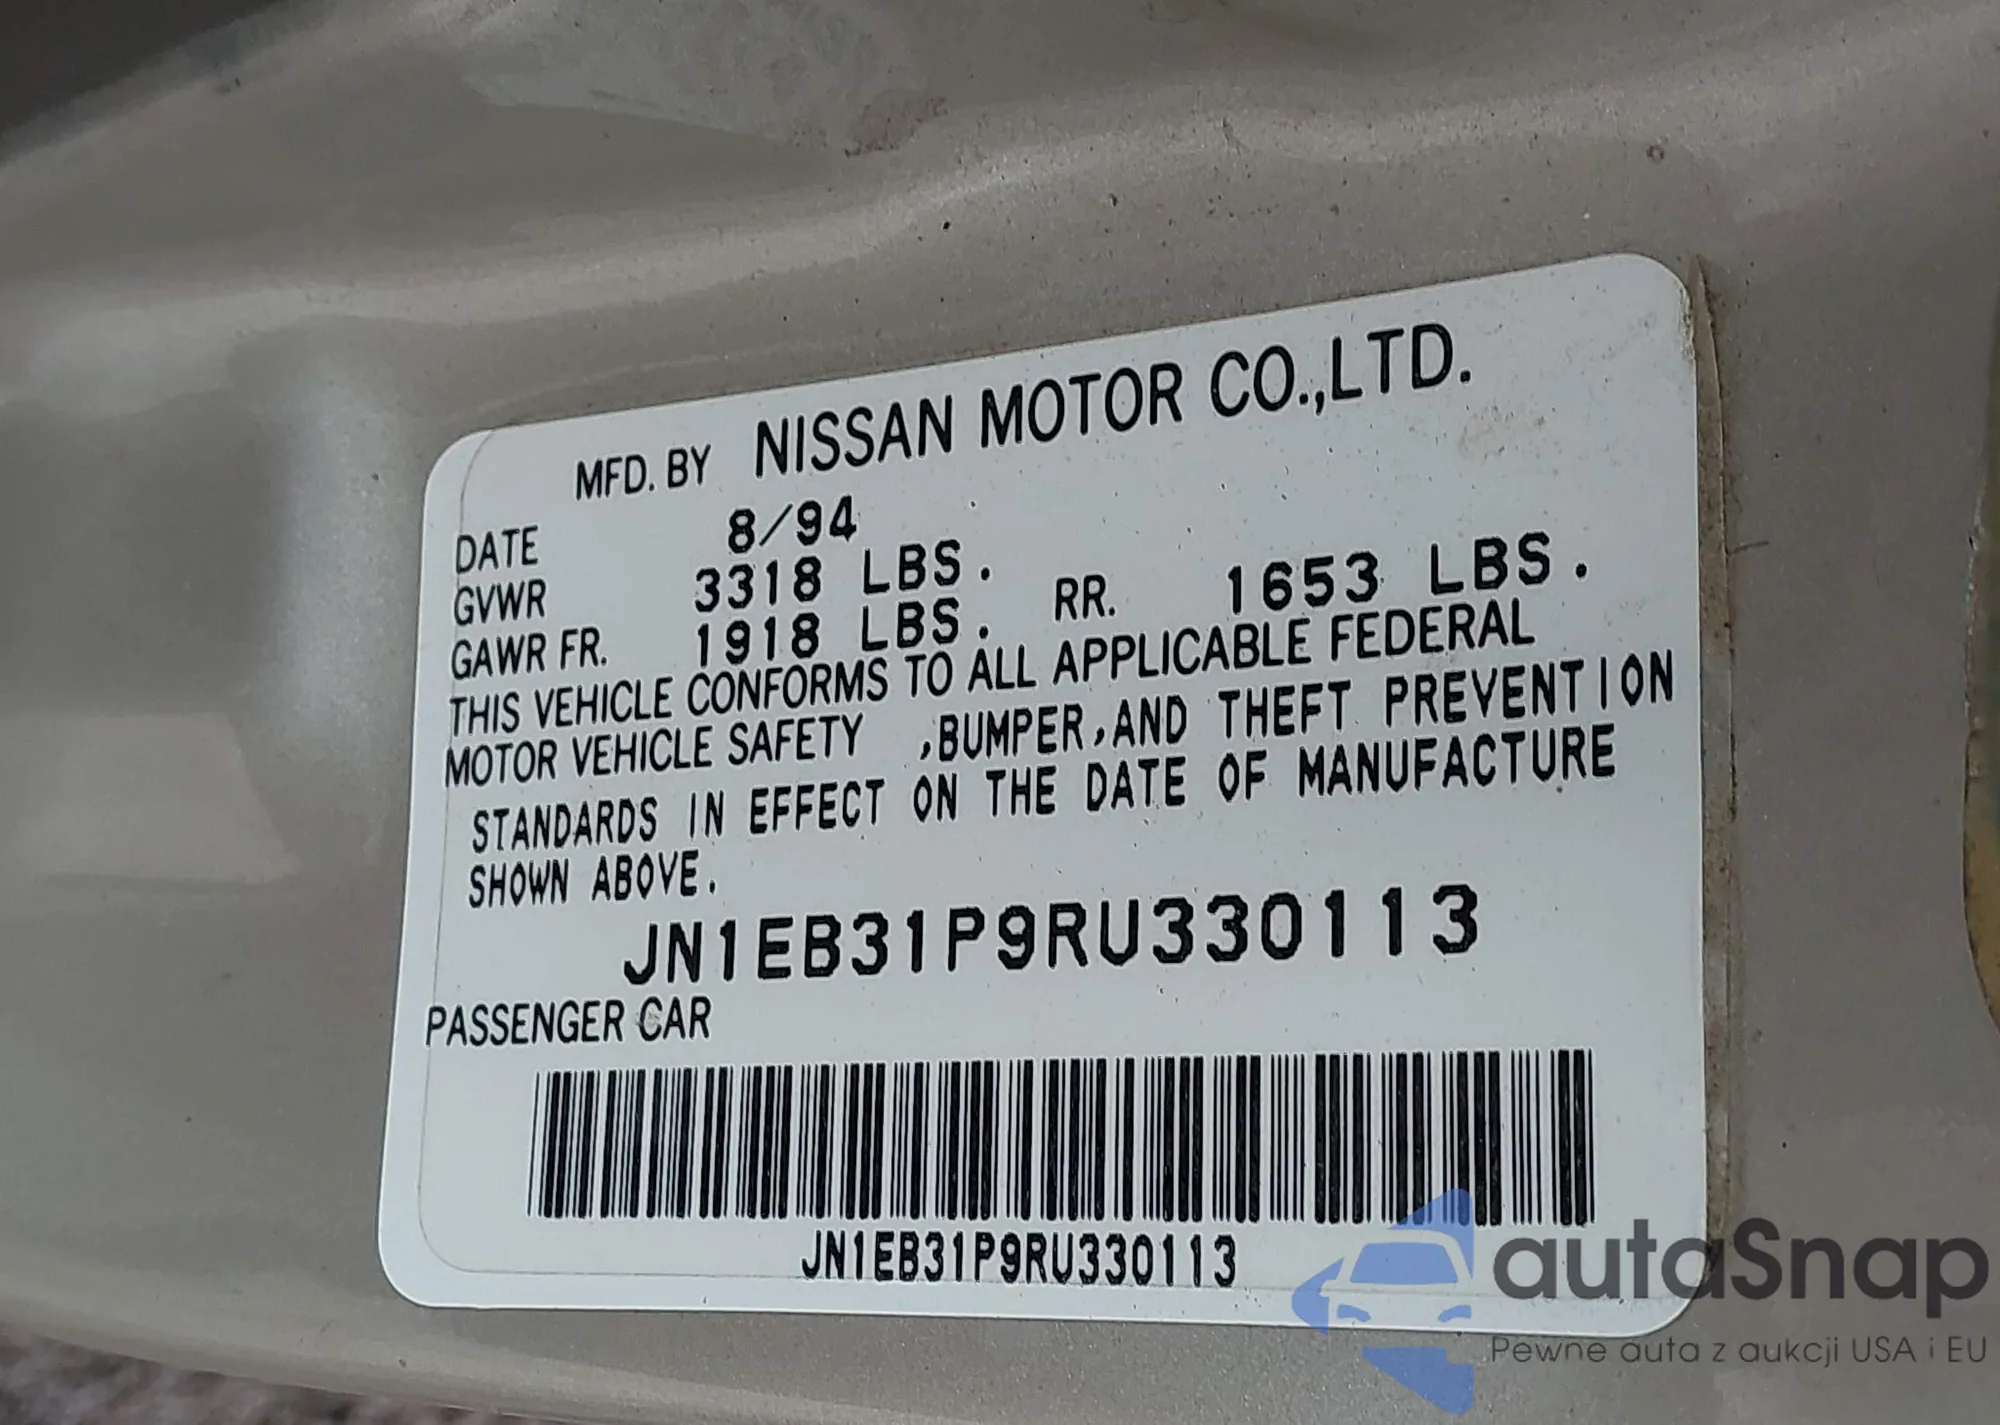 MFD. BY NISSAN MOTOR CO.,LTD.
DATE 8/94
GVWR 3318 LBS.
GAWR FR. 1918 LBS. RR. 1653 LBS.
THIS VEHICLE CONFORMS TO ALL APPLICABLE FEDERAL
MOTOR VEHICLE SAFETY ,BUMPER,AND THEFT PREVENTION
STANDARDS IN EFFECT ON THE DATE OF MANUFACTURE
SHOWN ABOVE.
JN1EB31P9RU330113
PASSENGER CAR
JN1EB31P9RU330113
autaSnap
Pewne auta z aukcji USA i EU